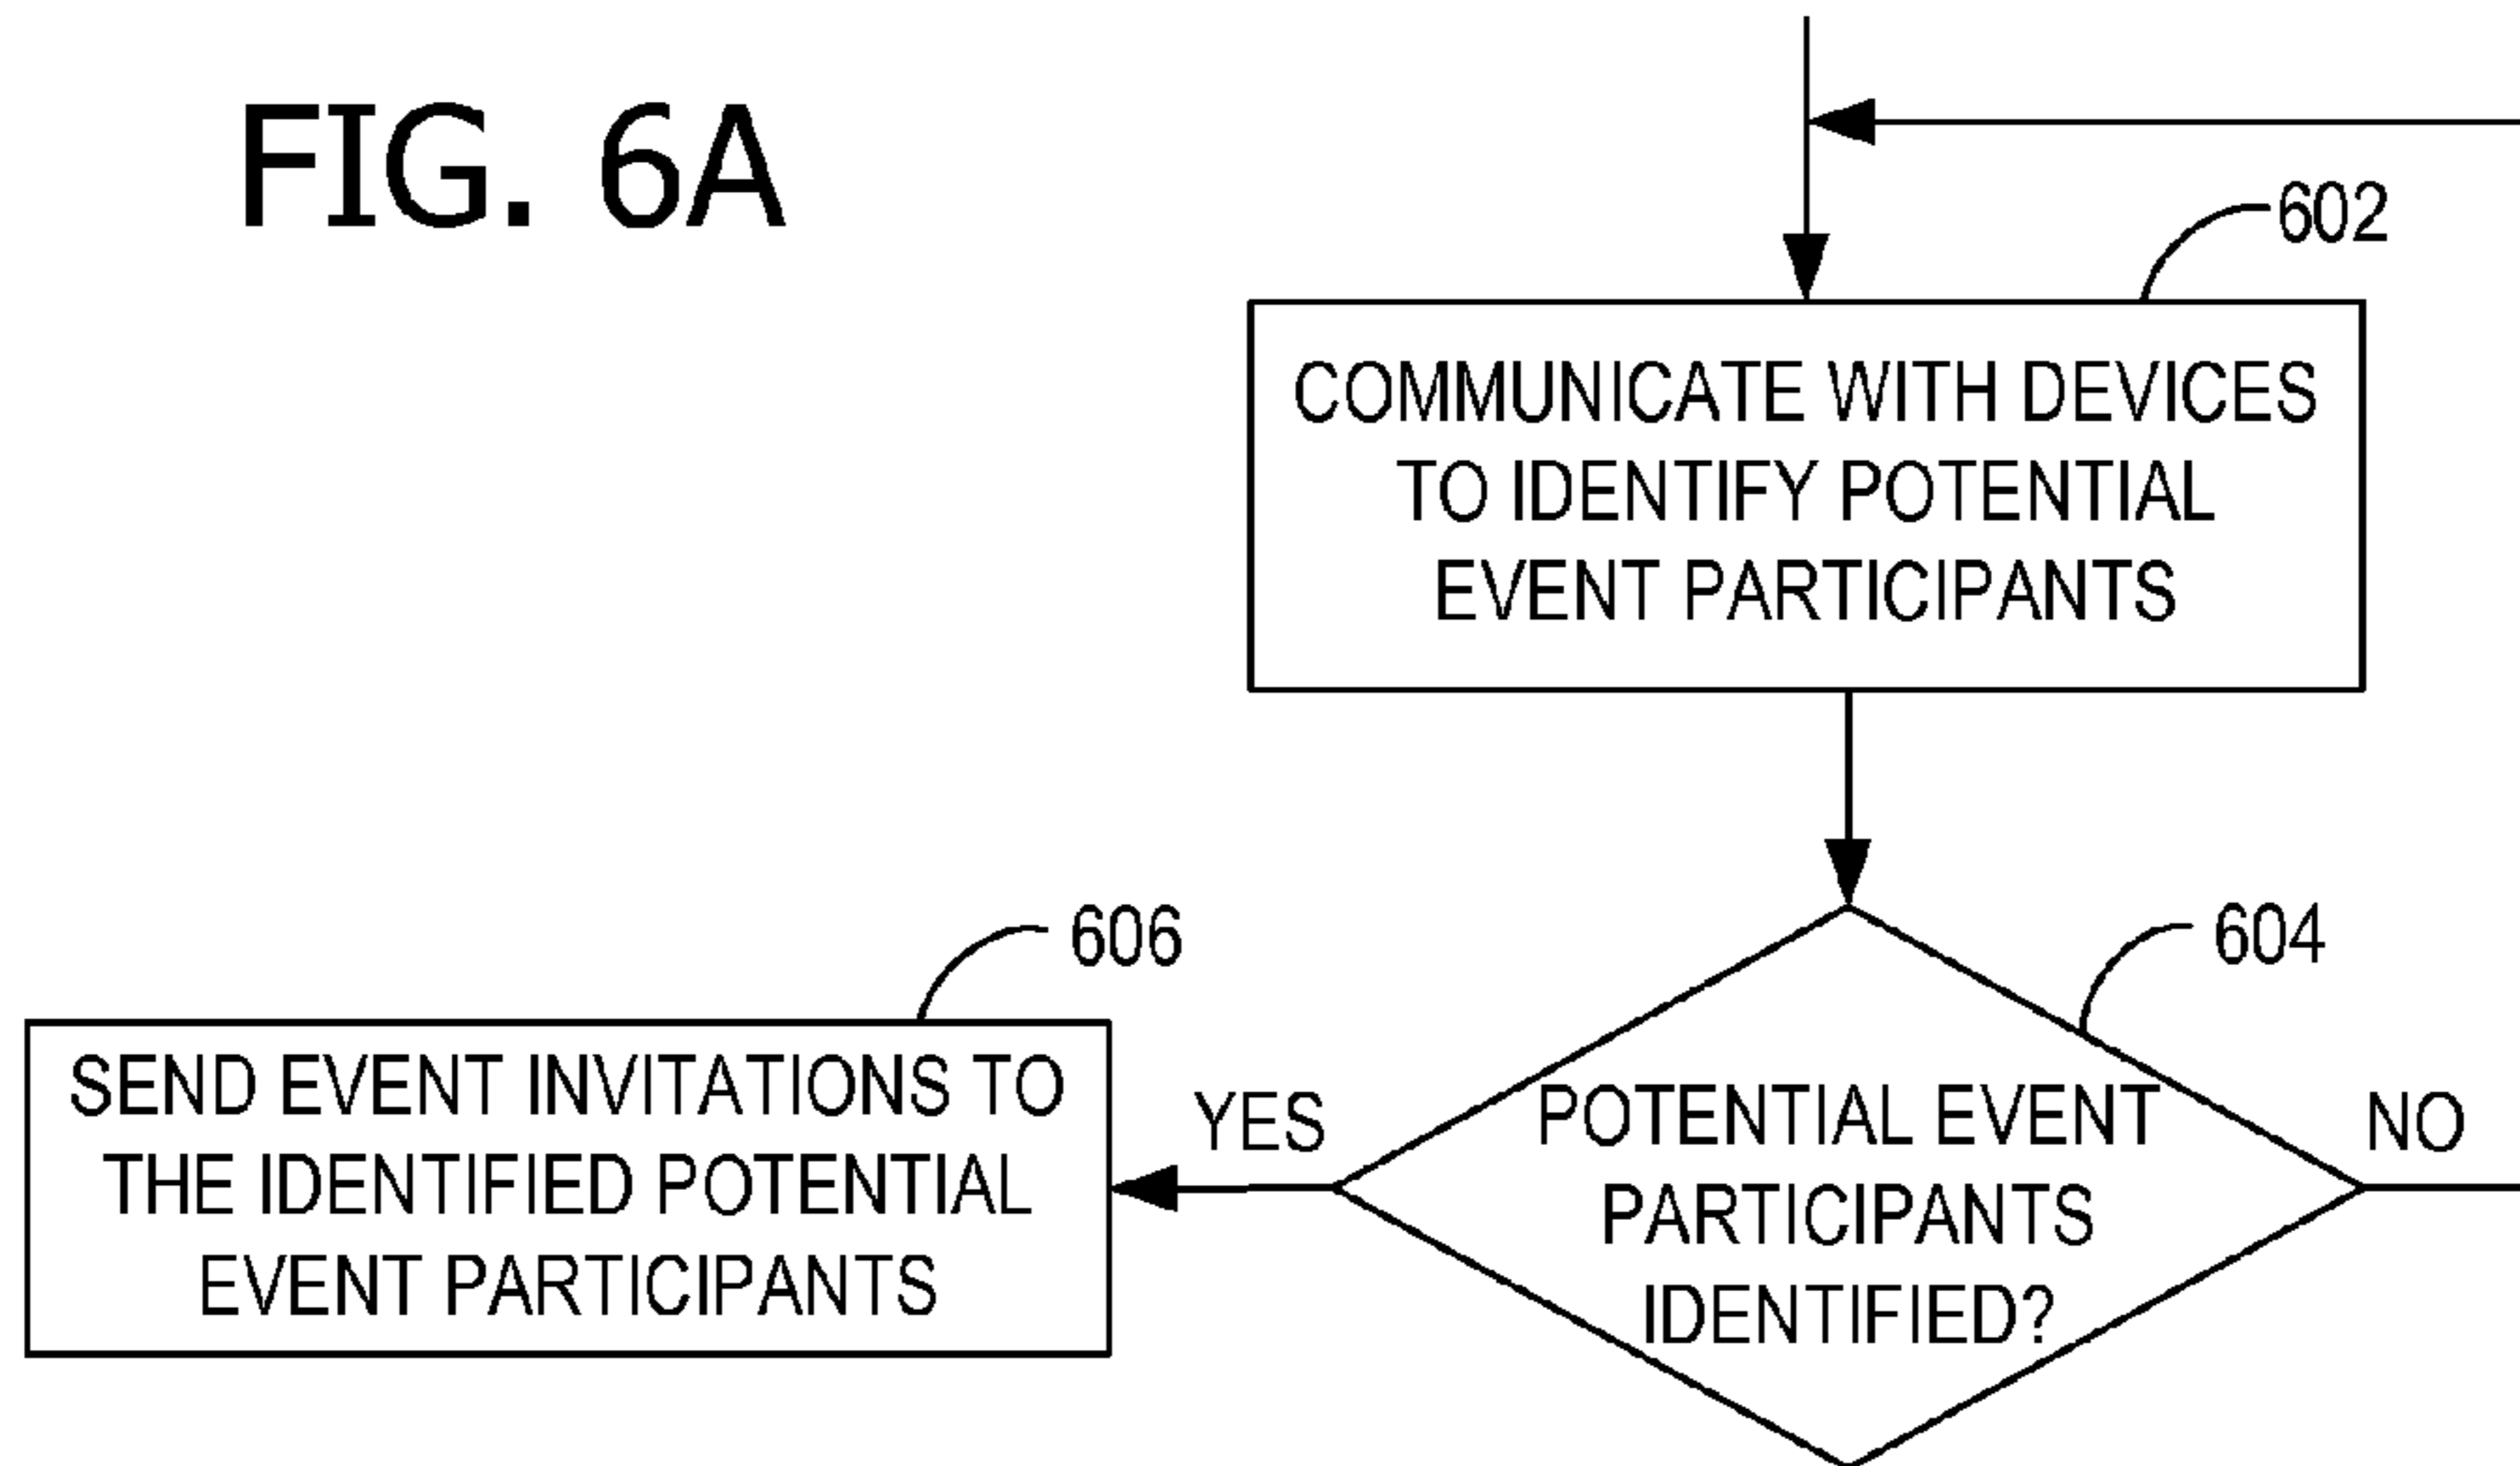 FIG. 6A
602
COMMUNICATE WITH DEVICES
TO IDENTIFY POTENTIAL
EVENT PARTICIPANTS
606
604
SEND EVENT INVITATIONS TO
THE IDENTIFIED POTENTIAL
EVENT PARTICIPANTS
YES
POTENTIAL EVENT
PARTICIPANTS
IDENTIFIED?
NO